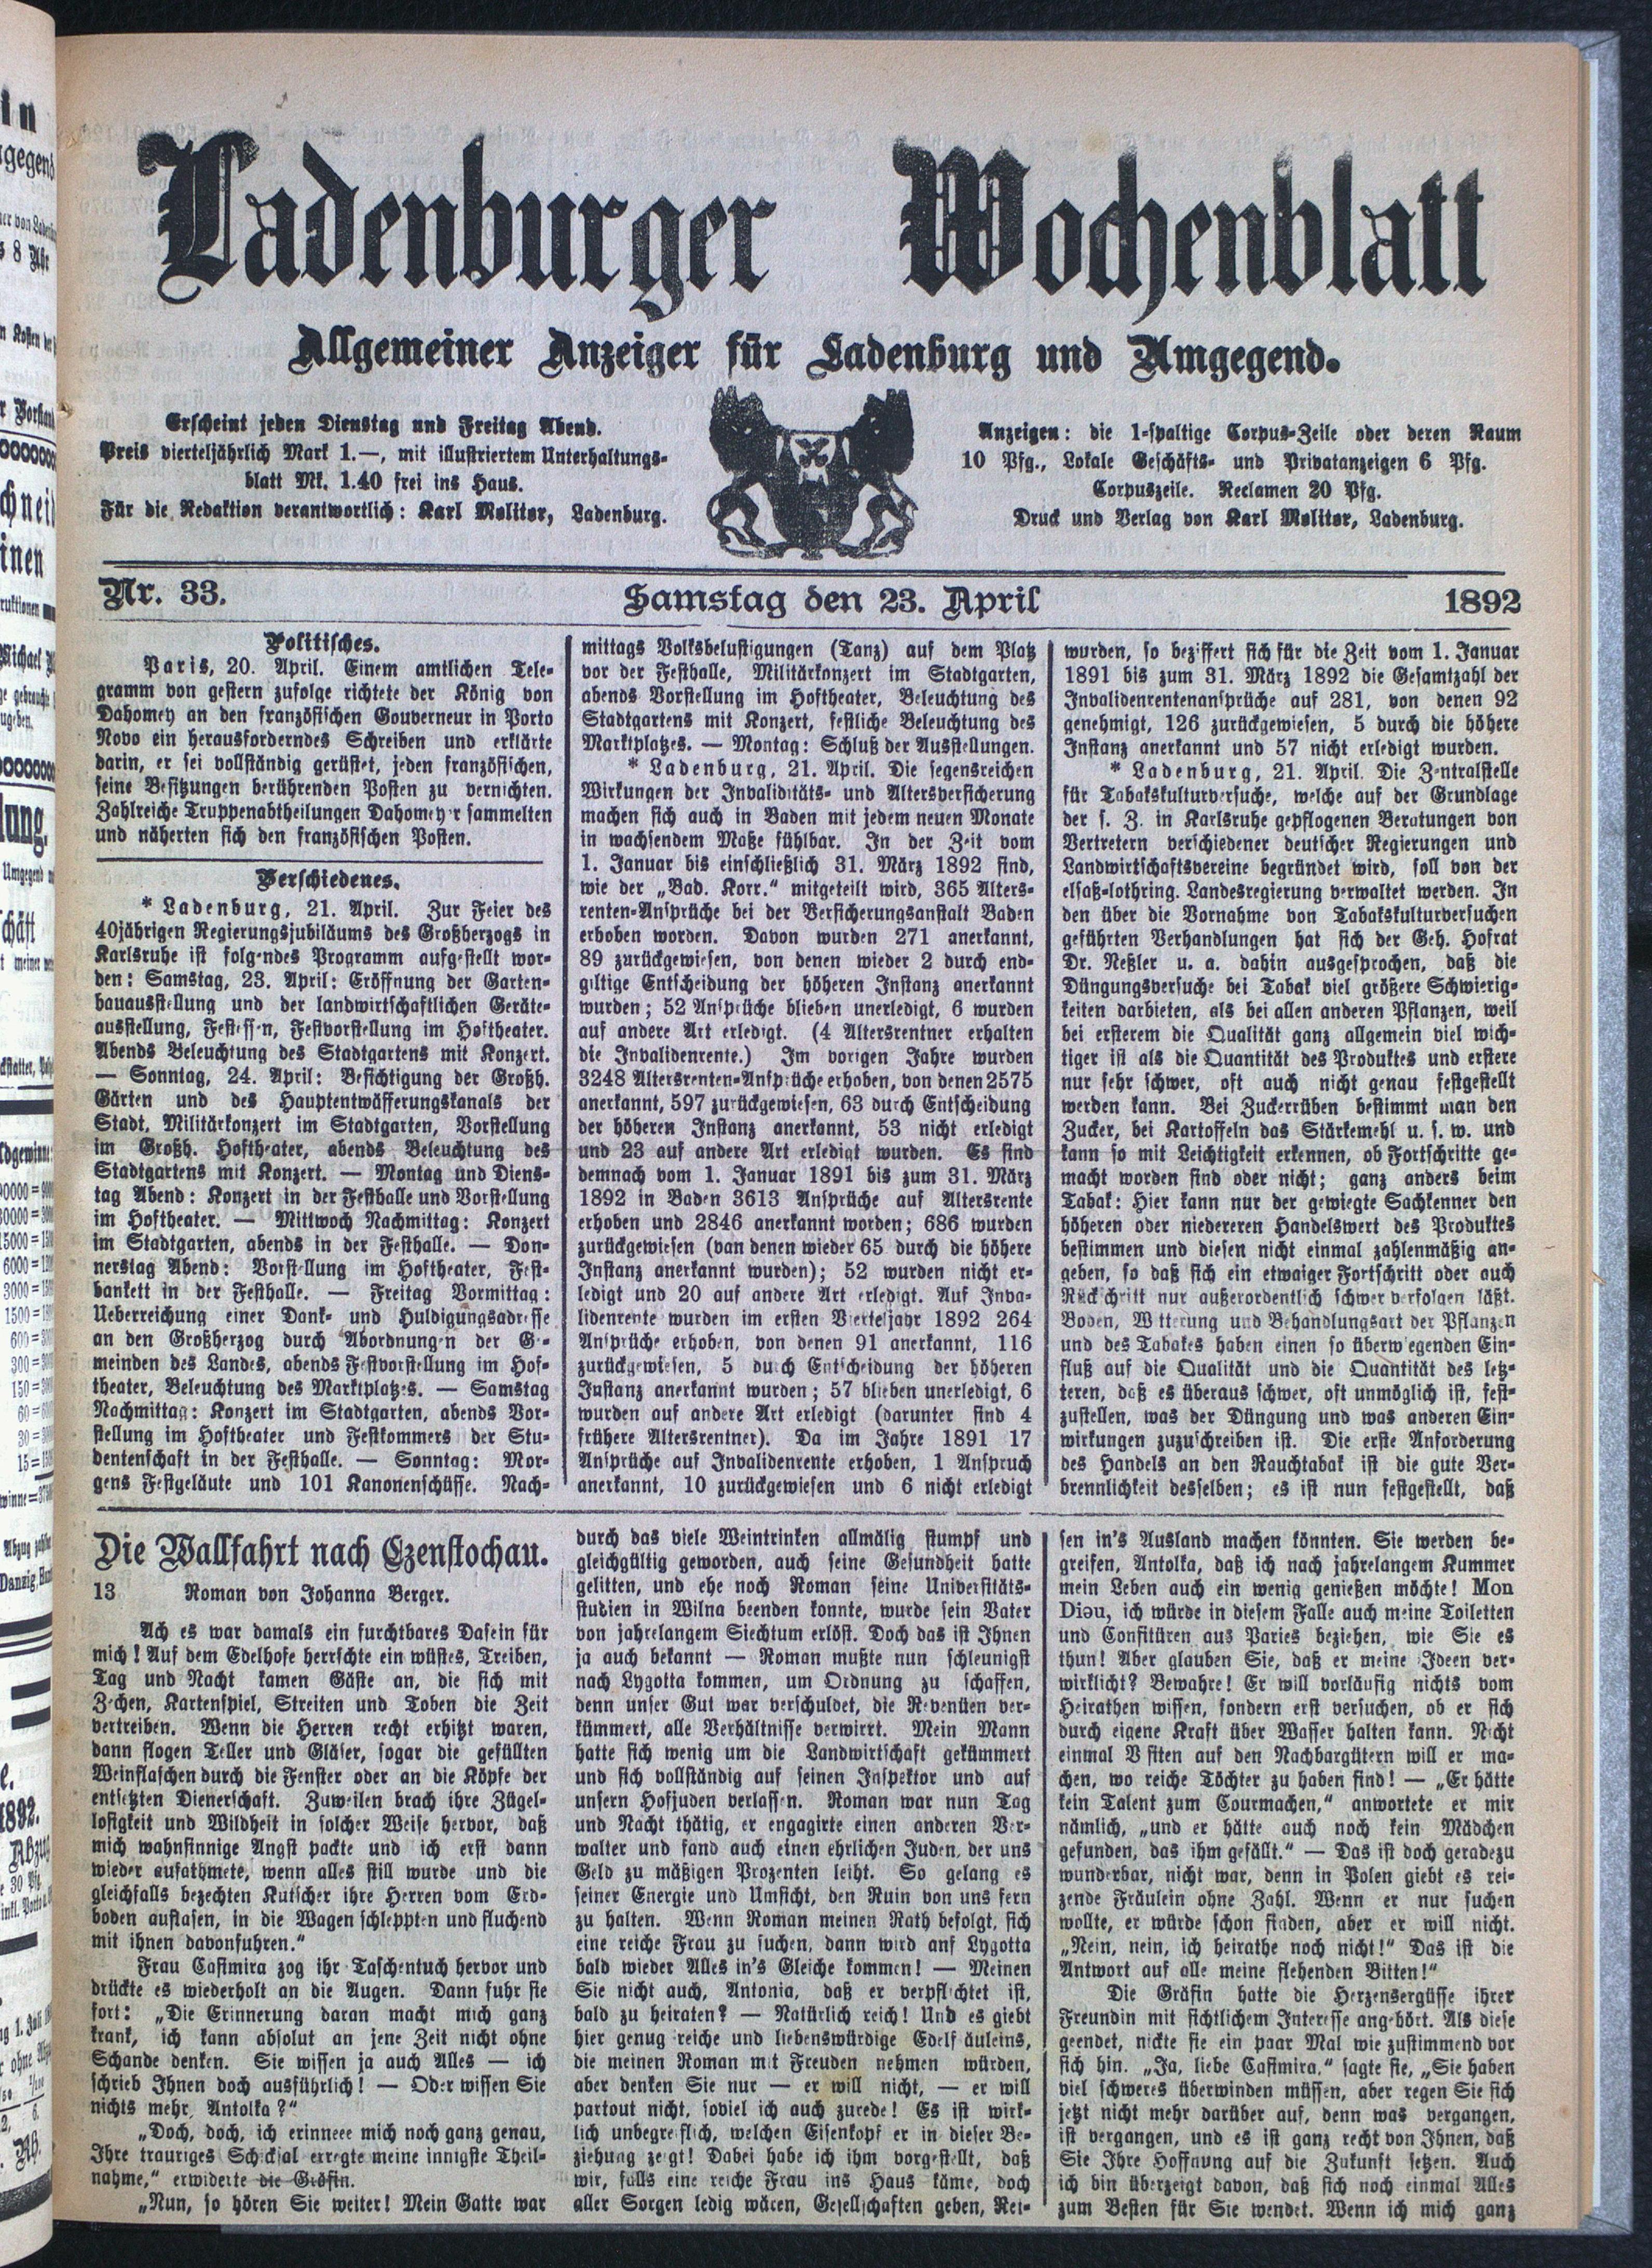 Ladenburger Wochenblatt
Allgemeiner Anzeiger für Ladenburg und Umgegend.
Erscheint jeden Dienstag und Freitag Abend.
Preis vierteljährlich Mark 1.—, mit illustriertem Unterhaltungs-
blatt Mk. 1.40 frei ins Haus.
Für die Redaktion verantwortlich: Karl Molitor, Ladenburg.
Anzeigen: die 1-spaltige Corpus-Zeile oder deren Raum
10 Pfg., Lokale Geschäfts- und Privatanzeigen 6 Pfg.
Corpuszeile. Reclamen 20 Pfg.
Druck und Verlag von Karl Molitor, Ladenburg.
Nr. 33. Samstag den 23. April 1892
Politisches.
Paris, 20. April. Einem amtlichen Tele-
gramm von gestern zufolge richtete der König von
Dahomey an den französischen Gouverneur in Porto
Novo ein herausforderndes Schreiben und erklärte
darin, er sei vollständig gerüstet, jeden französischen,
seine Besitzungen berührenden Posten zu vernichten.
Zahlreiche Truppenabtheilungen Dahomeyer sammelten
und näherten sich den französischen Posten.
Verschiedenes.
* Ladenburg, 21. April. Zur Feier des
40jährigen Regierungsjubiläums des Großherzogs in
Karlsruhe ist folgendes Programm aufgestellt wor-
den: Samstag, 23. April: Eröffnung der Garten-
bauausstellung und der landwirtschaftlichen Geräte-
ausstellung, Festessen, Festvorstellung im Hoftheater.
Abends Beleuchtung des Stadtgartens mit Konzert.
— Sonntag, 24. April: Besichtigung der Großh.
Gärten und des Hauptentwässerungskanals der
Stadt, Militärkonzert im Stadtgarten, Vorstellung
im Großh. Hoftheater, abends Beleuchtung des
Stadtgartens mit Konzert. — Montag und Diens-
tag Abend: Konzert in der Festhalle und Vorstellung
im Hoftheater. — Mittwoch Nachmittag: Konzert
im Stadtgarten, abends in der Festhalle. — Don-
nerstag Abend: Vorstellung im Hoftheater, Fest-
bankett in der Festhalle. — Freitag Vormittag:
Ueberreichung einer Dank- und Huldigungsadresse
an den Großherzog durch Abordnungen der Ge-
meinden des Landes, abends Festvorstellung im Hof-
theater, Beleuchtung des Marktplatzes. — Samstag
Nachmittag: Konzert im Stadtgarten, abends Vor-
stellung im Hoftheater und Festkommers der Stu-
dentenschaft in der Festhalle. — Sonntag: Mor-
gens Festgeläute und 101 Kanonenschüsse. Nach-
mittags Volksbelustigungen (Tanz) auf dem Platz
vor der Festhalle, Militärkonzert im Stadtgarten,
abends Vorstellung im Hoftheater, Beleuchtung des
Stadtgartens mit Konzert, festliche Beleuchtung des
Marktplatzes. — Montag: Schluß der Ausstellungen.
* Ladenburg, 21. April. Die segensreichen
Wirkungen der Invaliditäts- und Altersversicherung
machen sich auch in Baden mit jedem neuen Monate
in wachsendem Maße fühlbar. In der Zeit vom
1. Januar bis einschließlich 31. März 1892 sind,
wie der „Bad. Korr.“ mitgeteilt wird, 365 Alters-
renten-Ansprüche bei der Versicherungsanstalt Baden
erhoben worden. Davon wurden 271 anerkannt,
89 zurückgewiesen, von denen wieder 2 durch end-
giltige Entscheidung der höheren Instanz anerkannt
wurden; 52 Ansprüche blieben unerledigt, 6 wurden
auf andere Art erledigt. (4 Altersrentner erhalten
die Invalidenrente.) Im vorigen Jahre wurden
3248 Altersrenten-Ansprüche erhoben, von denen 2575
anerkannt, 597 zurückgewiesen, 63 durch Entscheidung
der höheren Instanz anerkannt, 53 nicht erledigt
und 23 auf andere Art erledigt wurden. Es sind
demnach vom 1. Januar 1891 bis zum 31. März
1892 in Baden 3613 Ansprüche auf Altersrente
erhoben und 2846 anerkannt worden; 686 wurden
zurückgewiesen (van denen wieder 65 durch die höhere
Instanz anerkannt wurden); 52 wurden nicht er-
ledigt und 20 auf andere Art erledigt. Auf Inva-
lidenrente wurden im ersten Vierteljahr 1892 264
Ansprüche erhoben, von denen 91 anerkannt, 116
zurückgewiesen, 5 durch Entscheidung der höheren
Instanz anerkannt wurden; 57 blieben unerledigt, 6
wurden auf andere Art erledigt (darunter sind 4
frühere Altersrentner). Da im Jahre 1891 17
Ansprüche auf Invalidenrente erhoben, 1 Anspruch
anerkannt, 10 zurückgewiesen und 6 nicht erledigt
wurden, so beziffert sich für die Zeit vom 1. Januar
1891 bis zum 31. März 1892 die Gesamtzahl der
Invalidenrentenansprüche auf 281, von denen 92
genehmigt, 126 zurückgewiesen, 5 durch die höhere
Instanz anerkannt und 57 nicht erledigt wurden.
* Ladenburg, 21. April. Die Zentralstelle
für Tabakskulturversuche, welche auf der Grundlage
der s. Z. in Karlsruhe gepflogenen Beratungen von
Vertretern verschiedener deutscher Regierungen und
Landwirtschaftsvereine begründet wird, soll von der
elsaß-lothring. Landesregierung verwaltet werden. In
den über die Vornahme von Tabakskulturversuchen
geführten Verhandlungen hat sich der Geh. Hofrat
Dr. Neßler u. a. dahin ausgesprochen, daß die
Düngungsversuche bei Tabak viel größere Schwierig-
keiten darbieten, als bei allen anderen Pflanzen, weil
bei ersterem die Qualität ganz allgemein viel wich-
tiger ist als die Quantität des Produktes und erstere
nur sehr schwer, oft auch nicht genau festgestellt
werden kann. Bei Zuckerrüben bestimmt man den
Zucker, bei Kartoffeln das Stärkemehl u. s. w. und
kann so mit Leichtigkeit erkennen, ob Fortschritte ge-
macht worden sind oder nicht; ganz anders beim
Tabak: Hier kann nur der gewiegte Sachkenner den
höheren oder niedereren Handelswert des Produktes
bestimmen und diesen nicht einmal zahlenmäßig an-
geben, so daß sich ein etwaiger Fortschritt oder auch
Rückschritt nur außerordentlich schwer verfolgen läßt.
Boden, Witterung und Behandlungsart der Pflanzen
und des Tabakes haben einen so überwiegenden Ein-
fluß auf die Qualität und die Quantität des letz-
teren, daß es überaus schwer, oft unmöglich ist, fest-
zustellen, was der Düngung und was anderen Ein-
wirkungen zuzuschreiben ist. Die erste Anforderung
des Handels an den Rauchtabak ist die gute Ver-
brennlichkeit desselben; es ist nun festgestellt, daß
Die Wallfahrt nach Czenstochau.
13 Roman von Johanna Berger.
Ach es war damals ein furchtbares Dasein für
mich! Auf dem Edelhofe herrschte ein wüstes, Treiben,
Tag und Nacht kamen Gäste an, die sich mit
Zechen, Kartenspiel, Streiten und Toben die Zeit
vertreiben. Wenn die Herren recht erhitzt waren,
dann flogen Teller und Gläser, sogar die gefüllten
Weinflaschen durch die Fenster oder an die Köpfe der
entsetzten Dienerschaft. Zuweilen brach ihre Zügel-
losigkeit und Wildheit in solcher Weise hervor, daß
mich wahnsinnige Angst packte und ich erst dann
wieder aufathmete, wenn alles still wurde und die
gleichfalls bezechten Kutscher ihre Herren vom Erd-
boden auflasen, in die Wagen schleppten und fluchend
mit ihnen davonfuhren.“
Frau Casimira zog ihr Taschentuch hervor und
drückte es wiederholt an die Augen. Dann fuhr sie
fort: „Die Erinnerung daran macht mich ganz
krank, ich kann absolut an jene Zeit nicht ohne
Schande denken. Sie wissen ja auch Alles — ich
schrieb Ihnen doch ausführlich! — Oder wissen Sie
nichts mehr, Antolka?“
„Doch, doch, ich erinneee mich noch ganz genau,
Ihre trauriges Schicksal erregte meine innigste Theil-
nahme,“ erwiderte die Gräfin.
„Nun, so hören Sie weiter! Mein Gatte war
durch das viele Weintrinken allmälig stumpf und
gleichgültig geworden, auch seine Gesundheit hatte
gelitten, und ehe noch Roman seine Universitäts-
studien in Wilna beenden konnte, wurde sein Vater
von jahrelangem Siechtum erlöst. Doch das ist Ihnen
ja auch bekannt — Roman mußte nun schleunigst
nach Lygotta kommen, um Ordnung zu schaffen,
denn unser Gut war verschuldet, die Revenüen ver-
kümmert, alle Verhältnisse verwirrt. Mein Mann
hatte sich wenig um die Landwirtschaft gekümmert
und sich vollständig auf seinen Inspektor und auf
unsern Hofjuden verlassen. Roman war nun Tag
und Nacht thätig, er engagirte einen anderen Ver-
walter und fand auch einen ehrlichen Juden, der uns
Geld zu mäßigen Prozenten leiht. So gelang es
seiner Energie und Umsicht, den Ruin von uns fern
zu halten. Wenn Roman meinen Rath befolgt, sich
eine reiche Frau zu suchen, dann wird anf Lygotta
bald wieder Alles in's Gleiche kommen! — Meinen
Sie nicht auch, Antonia, daß er verpflichtet ist,
bald zu heiraten? — Natürlich reich! Und es giebt
hier genug reiche und liebenswürdige Edelfräuleins,
die meinen Roman mit Freuden nehmen würden,
aber denken Sie nur — er will nicht, — er will
partout nicht, soviel ich auch zurede! Es ist wirk-
lich unbegreiflich, welchen Eisenkopf er in dieser Be-
ziehung zeigt! Dabei habe ich ihm vorgestellt, daß
wir, falls eine reiche Frau ins Haus käme, doch
aller Sorgen ledig wären, Gesellschaften geben, Rei-
sen in's Ausland machen könnten. Sie werden be-
greifen, Antolka, daß ich nach jahrelangem Kummer
mein Leben auch ein wenig genießen möchte! Mon
Diəu, ich würde in diesem Falle auch meine Toiletten
und Confitüren aus Paries beziehen, wie Sie es
thun! Aber glauben Sie, daß er meine Ideen ver-
wirklicht? Bewahre! Er will vorläufig nichts vom
Heirathen wissen, sondern erst versuchen, ob er sich
durch eigene Kraft über Wasser halten kann. Nicht
einmal Visiten auf den Nachbargütern will er ma-
chen, wo reiche Töchter zu haben sind! — „Er hätte
kein Talent zum Courmachen,“ anwortete er mir
nämlich, „und er hätte auch noch kein Mädchen
gefunden, das ihm gefällt.“ — Das ist doch geradezu
wunderbar, nicht war, denn in Polen giebt es rei-
zende Fräulein ohne Zahl. Wenn er nur suchen
wollte, er würde schon finden, aber er will nicht.
„Nein, nein, ich heirathe noch nicht!“ Das ist die
Antwort auf alle meine flehenden Bitten!“
Die Gräfin hatte die Herzensergüsse ihrer
Freundin mit sichtlichem Interesse angehört. Als diese
geendet, nickte sie ein paar Mal wie zustimmend vor
sich hin. „Ja, liebe Casimira,“ sagte sie, „Sie haben
viel schweres überwinden müssen, aber regen Sie sich
jetzt nicht mehr darüber auf, denn was vergangen,
ist vergangen, und es ist ganz recht von Ihnen, daß
Sie Ihre Hoffnung auf die Zukunft setzen. Auch
ich bin überzeigt davon, daß sich noch einmal Alles
zum Besten für Sie wendet. Wenn ich mich ganz